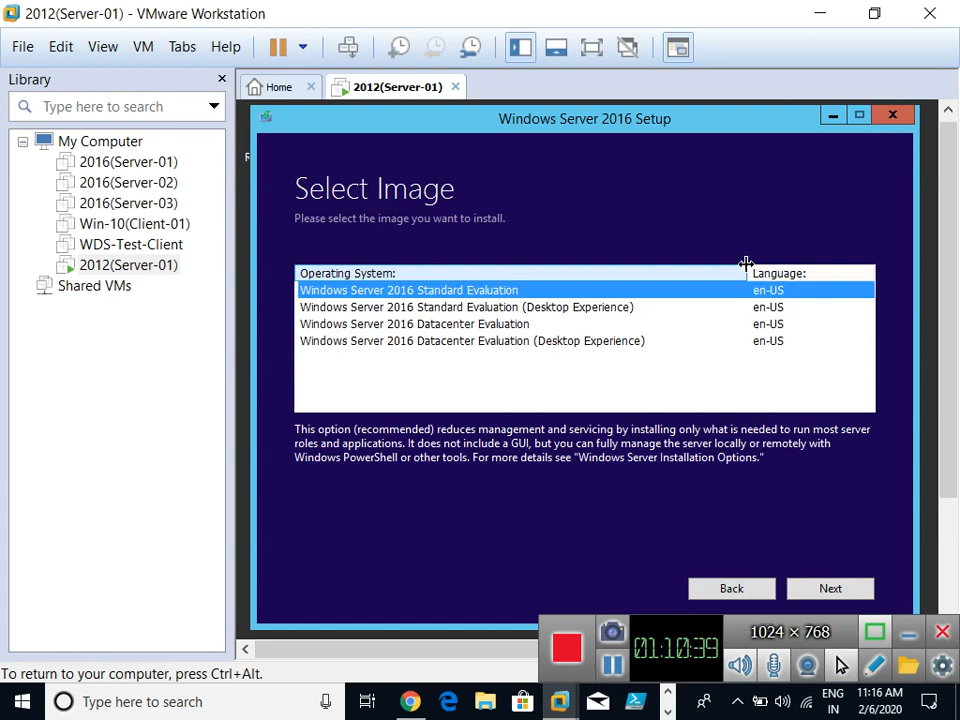 2012(Server-01) - VMware Workstation
File Edit View VM Tabs Help
Library
Type here to search
My Computer
2016(Server-01)
2016(Server-02)
2016(Server-03)
Win-10(Client-01)
WDS-Test-Client
2012(Server-01)
Shared VMs
Home
2012(Server-01)
R
Windows Server 2016 Setup
Select Image
Please select the image you want to install.
Operating System: Language:
Windows Server 2016 Standard Evaluation en-US
Windows Server 2016 Standard Evaluation (Desktop Experience) en-US
Windows Server 2016 Datacenter Evaluation en-US
Windows Server 2016 Datacenter Evaluation (Desktop Experience) en-US
This option (recommended) reduces management and servicing by installing only what is needed to run most server
roles and applications. It does not include a GUI, but you can fully manage the server locally or remotely with
Windows PowerShell or other tools. For more details see "Windows Server Installation Options."
Back Next
01:10:39
1024 × 768
To return to your computer, press Ctrl+Alt.
Type here to search
ENG
IN
11:16 AM
2/6/2020